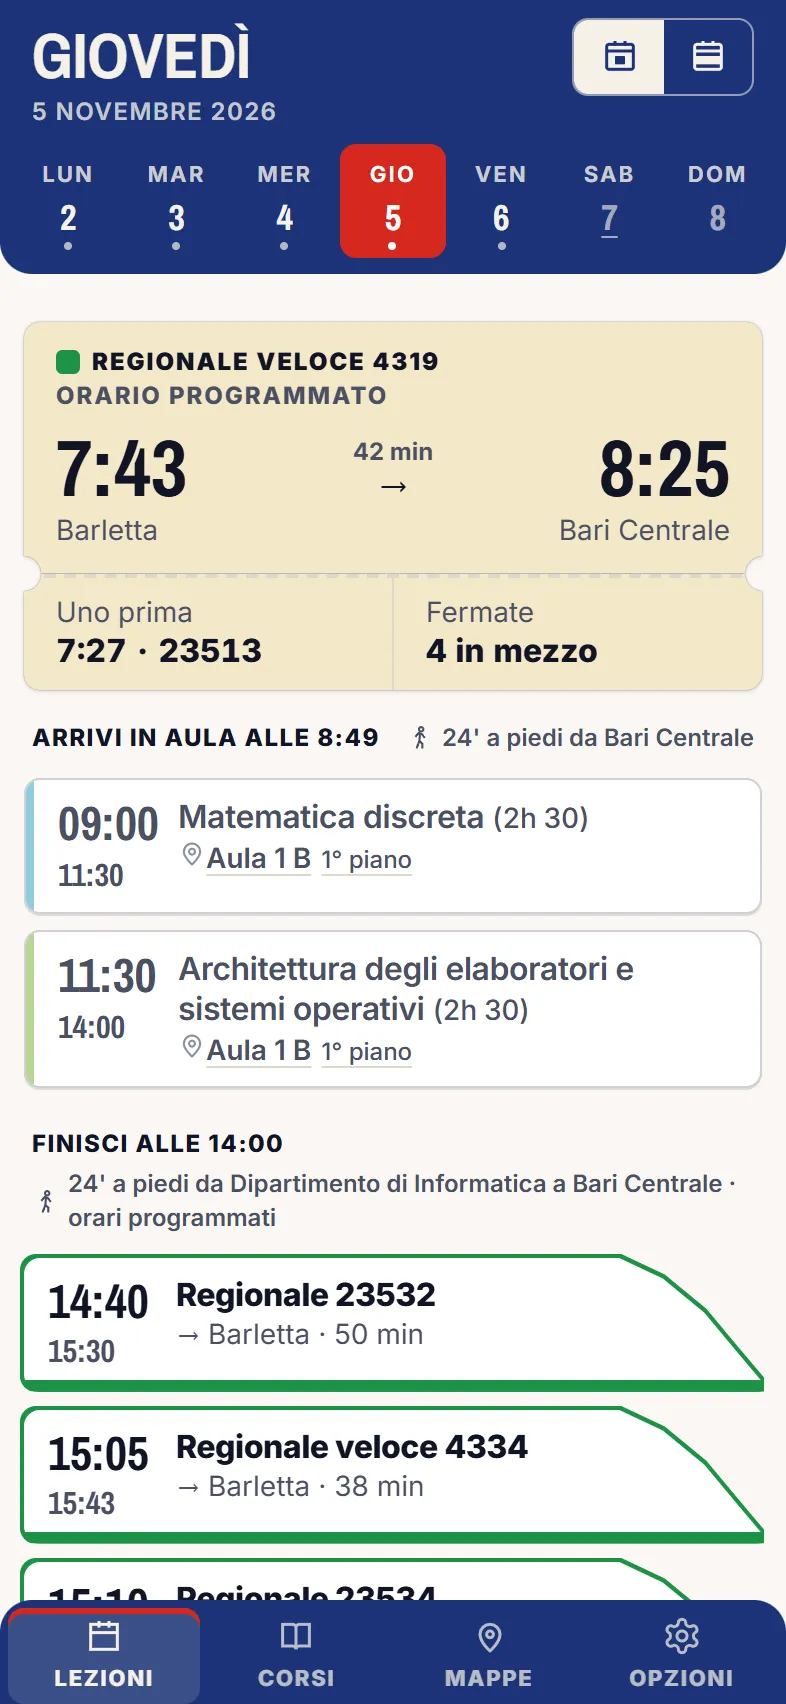 GIOVEDÌ
5 NOVEMBRE 2026
LUN MAR MER GIO VEN SAB DOM
2 3 4 5 6 7 8
REGIONALE VELOCE 4319
ORARIO PROGRAMMATO
7:43 42 min → 8:25
Barletta Bari Centrale
Uno prima Fermate
7:27 · 23513 4 in mezzo
ARRIVI IN AULA ALLE 8:49 24' a piedi da Bari Centrale
09:00 Matematica discreta (2h 30)
11:30 Aula 1 B 1° piano
11:30 Architettura degli elaboratori e
14:00 sistemi operativi (2h 30)
Aula 1 B 1° piano
FINISCI ALLE 14:00
24' a piedi da Dipartimento di Informatica a Bari Centrale ·
orari programmati
14:40 Regionale 23532
15:30 → Barletta · 50 min
15:05 Regionale veloce 4334
15:43 → Barletta · 38 min
15:10 Regionale 23534
LEZIONI CORSI MAPPE OPZIONI